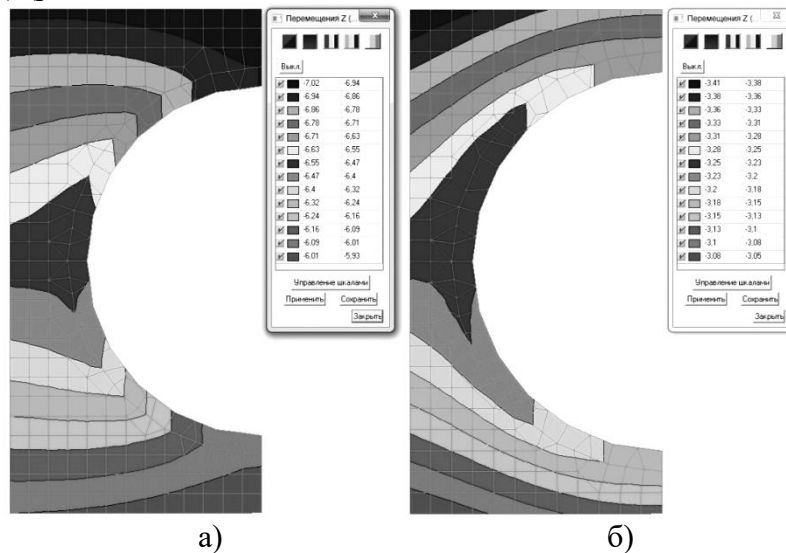 Перемещения Z (...
Выкл.
-7,02 -6,94
-6,94 -6,86
-6,86 -6,78
-6,78 -6,71
-6,71 -6,63
-6,63 -6,55
-6,55 -6,47
-6,47 -6,4
-6,4 -6,32
-6,32 -6,24
-6,24 -6,16
-6,16 -6,09
-6,09 -6,01
-6,01 -5,93
Управление шкалами
Применить Сохранить
Закрыть
Перемещения Z (...
Выкл.
-3,41 -3,38
-3,38 -3,36
-3,36 -3,33
-3,33 -3,31
-3,31 -3,28
-3,28 -3,25
-3,25 -3,23
-3,23 -3,2
-3,2 -3,18
-3,18 -3,15
-3,15 -3,13
-3,13 -3,1
-3,1 -3,08
-3,08 -3,05
Управление шкалами
Применить Сохранить
Закрыть
а) б)